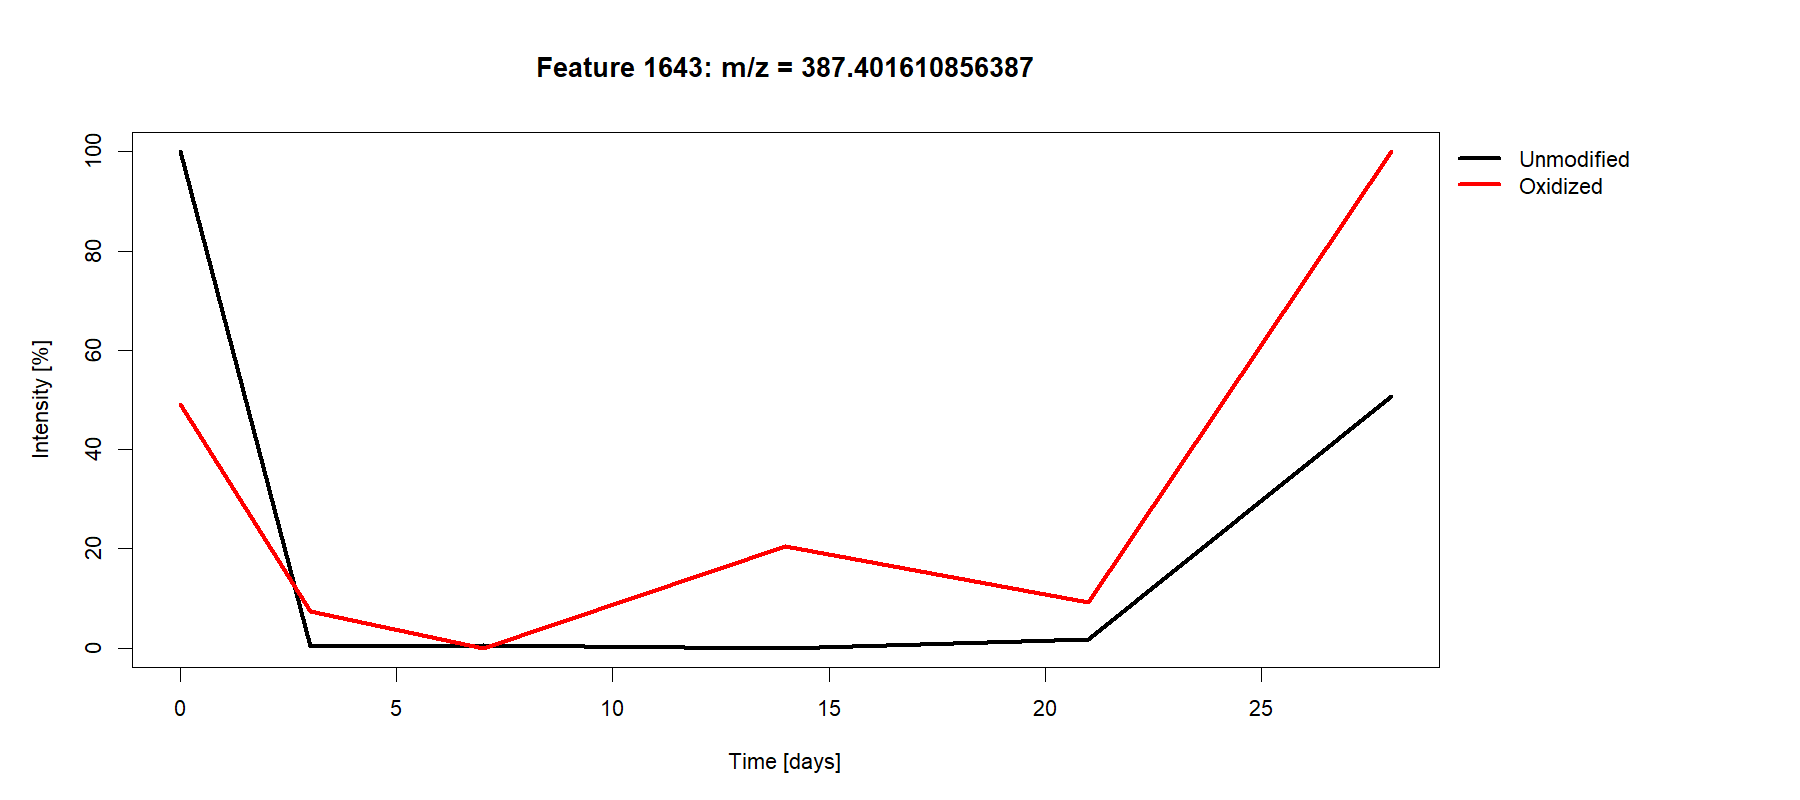 Feature 1643: m/z = 387.401610856387
Unmodified
Oxidized
Intensity [%]
100
80
60
40
20
0
0 5 10 15 20 25
Time [days]